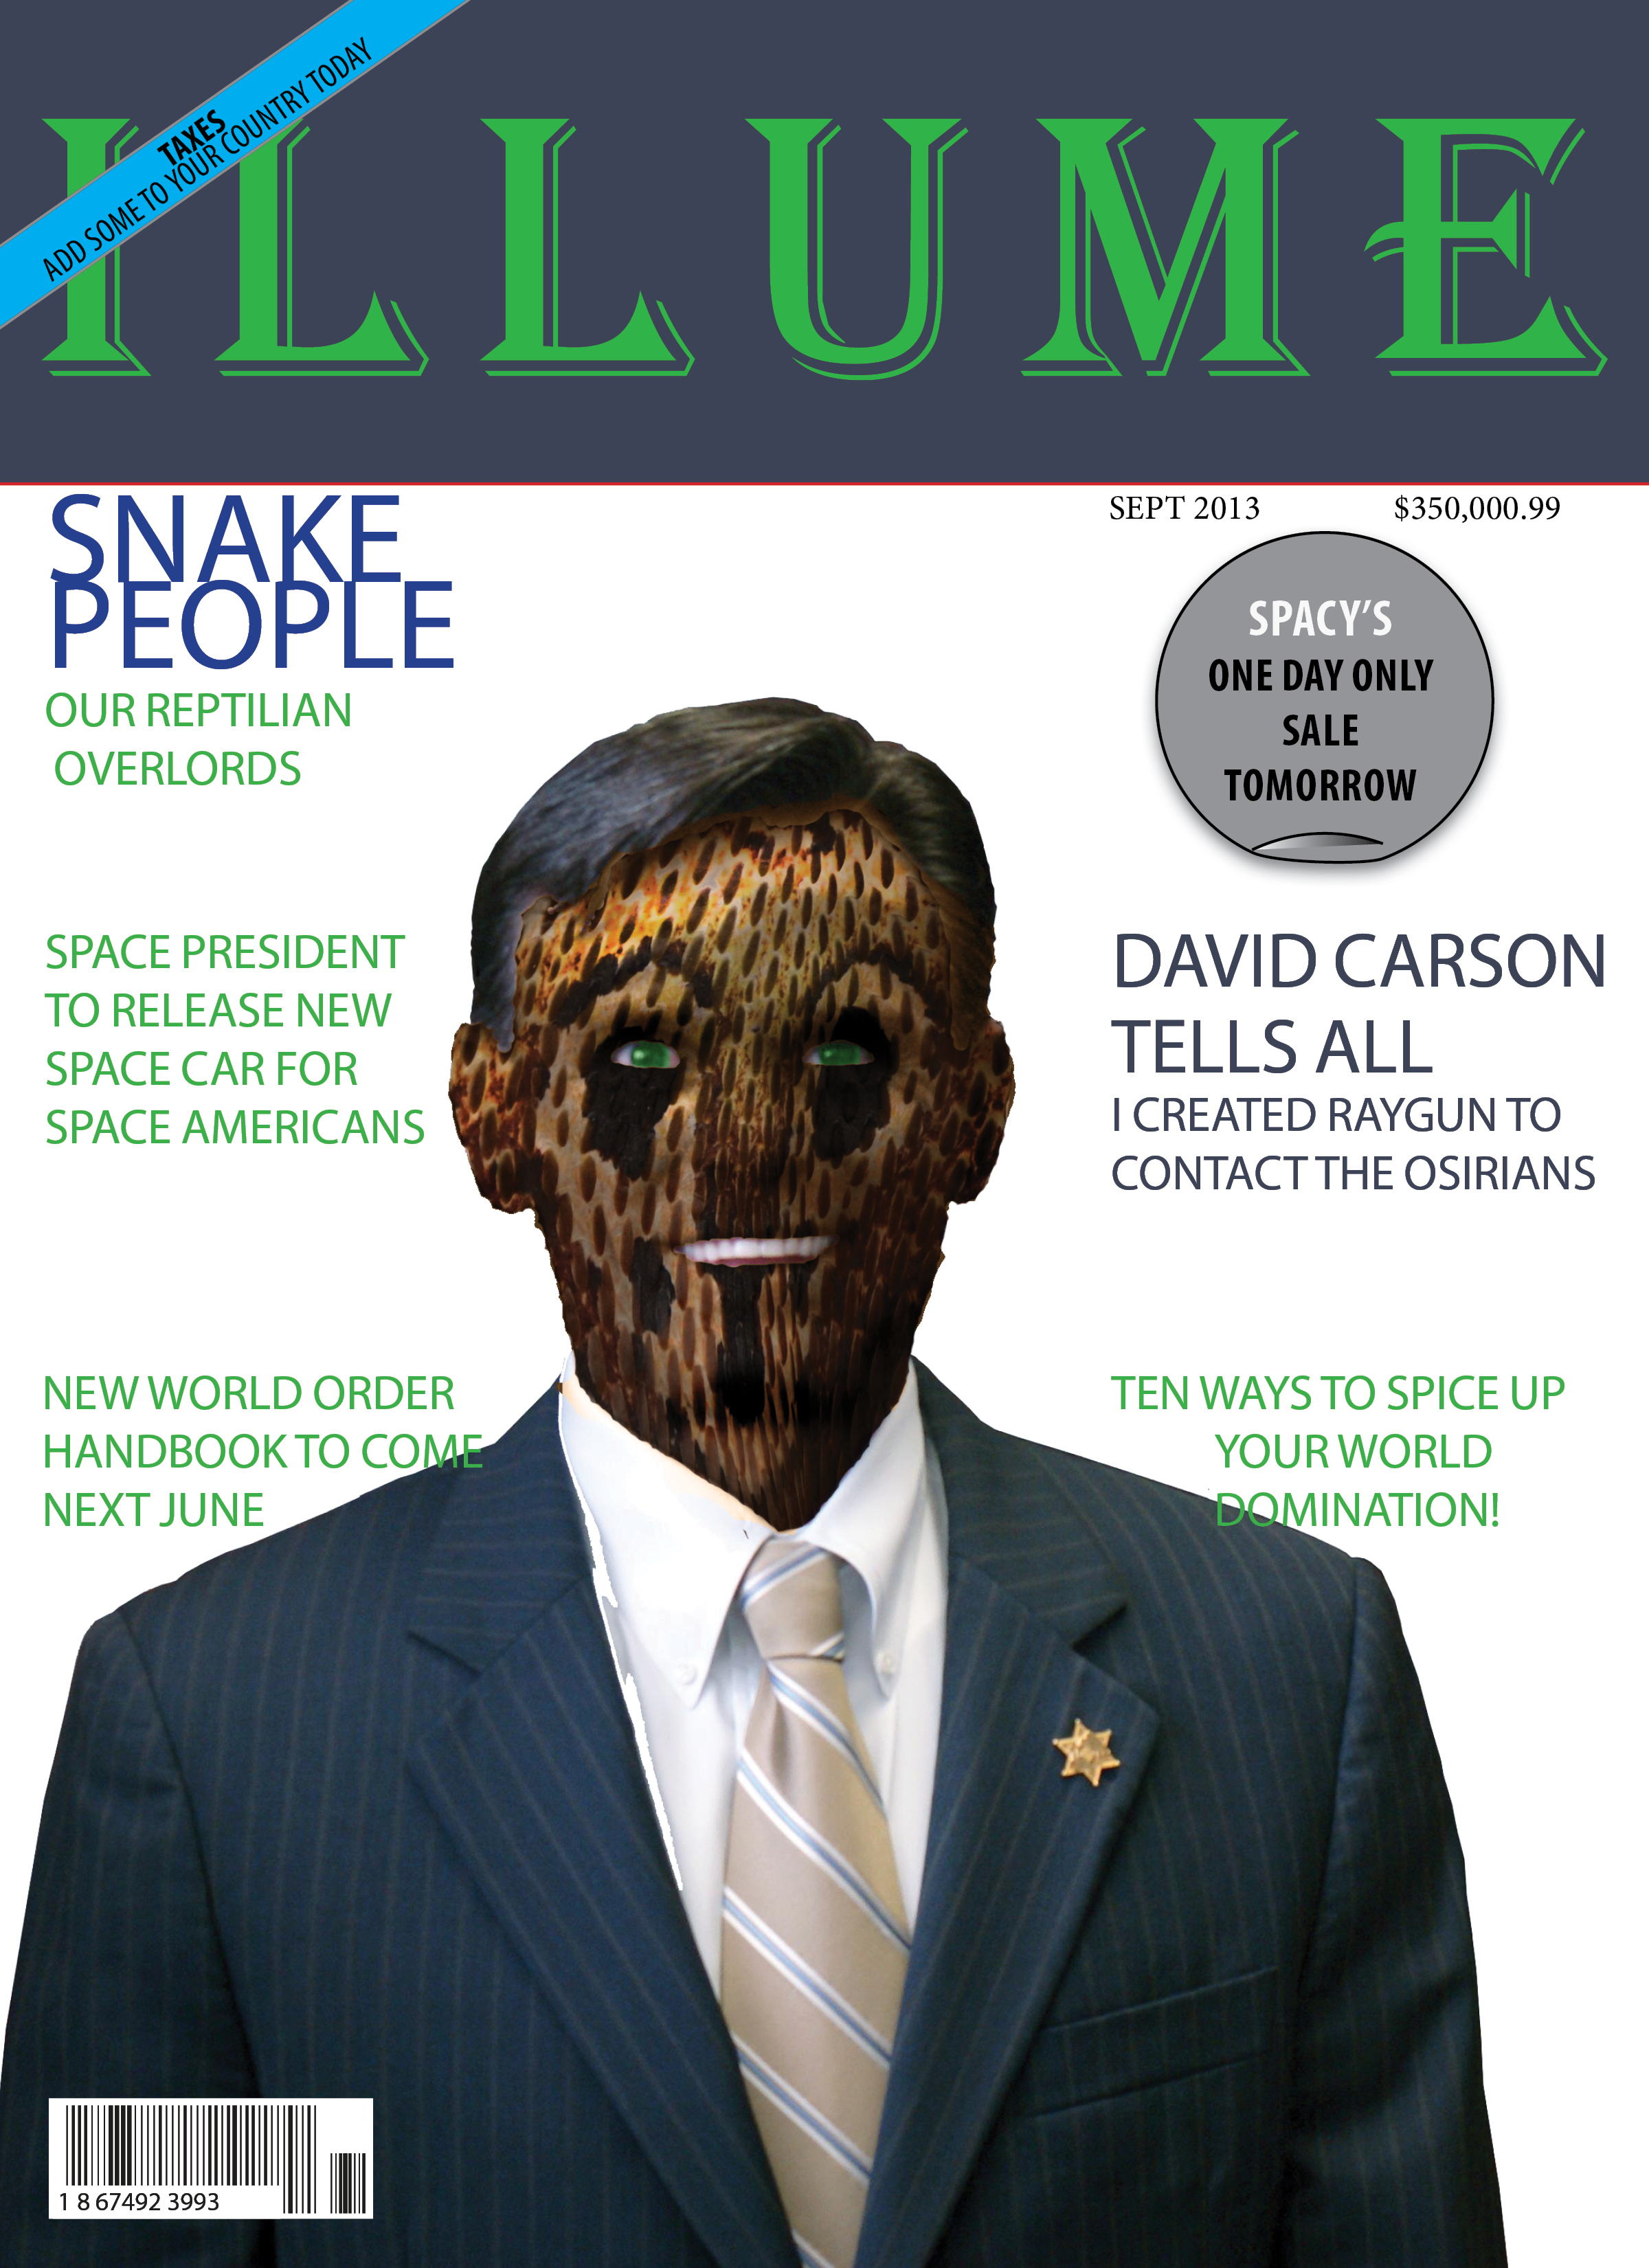 TAXES
ADD SOME TO YOUR COUNTRY TODAY
ILLUME
SEPT 2013 $350,000.99
SNAKE
PEOPLE
OUR REPTILIAN
OVERLORDS
SPACY'S
ONE DAY ONLY
SALE
TOMORROW
SPACE PRESIDENT
TO RELEASE NEW
SPACE CAR FOR
SPACE AMERICANS
DAVID CARSON
TELLS ALL
I CREATED RAYGUN TO
CONTACT THE OSIRIANS
NEW WORLD ORDER
HANDBOOK TO COME
NEXT JUNE
TEN WAYS TO SPICE UP
YOUR WORLD
DOMINATION!
1 8 67492 3993